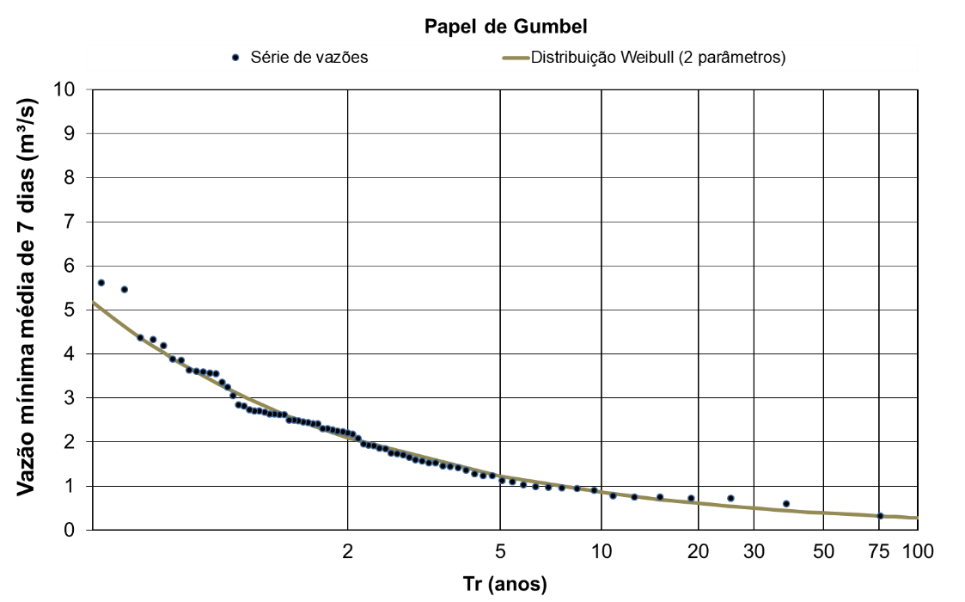 Papel de Gumbel
Série de vazões
Distribuição Weibull (2 parâmetros)
Vazão mínima média de 7 dias (m³/s)
10
9
8
7
6
5
4
3
2
1
0
2 5 10 20 30 50 75 100
Tr (anos)